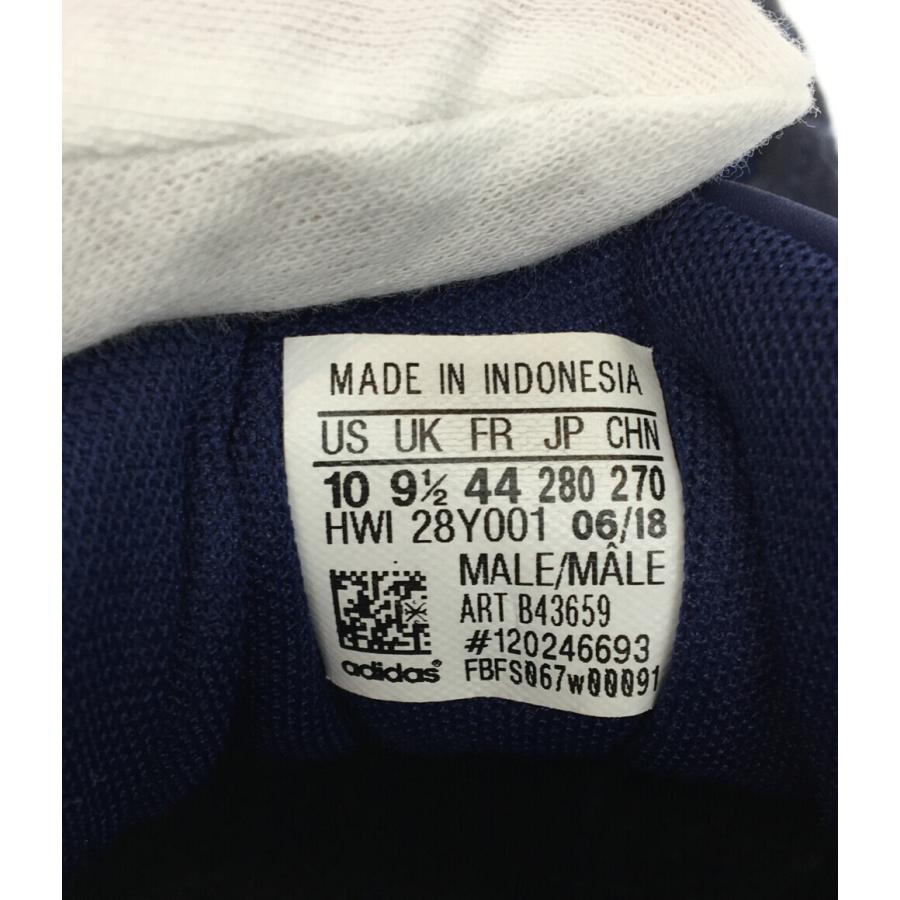 MADE IN INDONESIA
US UK FR JP CHN
10 9½ 44 280 270
HWI 28Y001 06/18
MALE/MÂLE
ART B43659
#120246693
adidas® FBFS067w00091